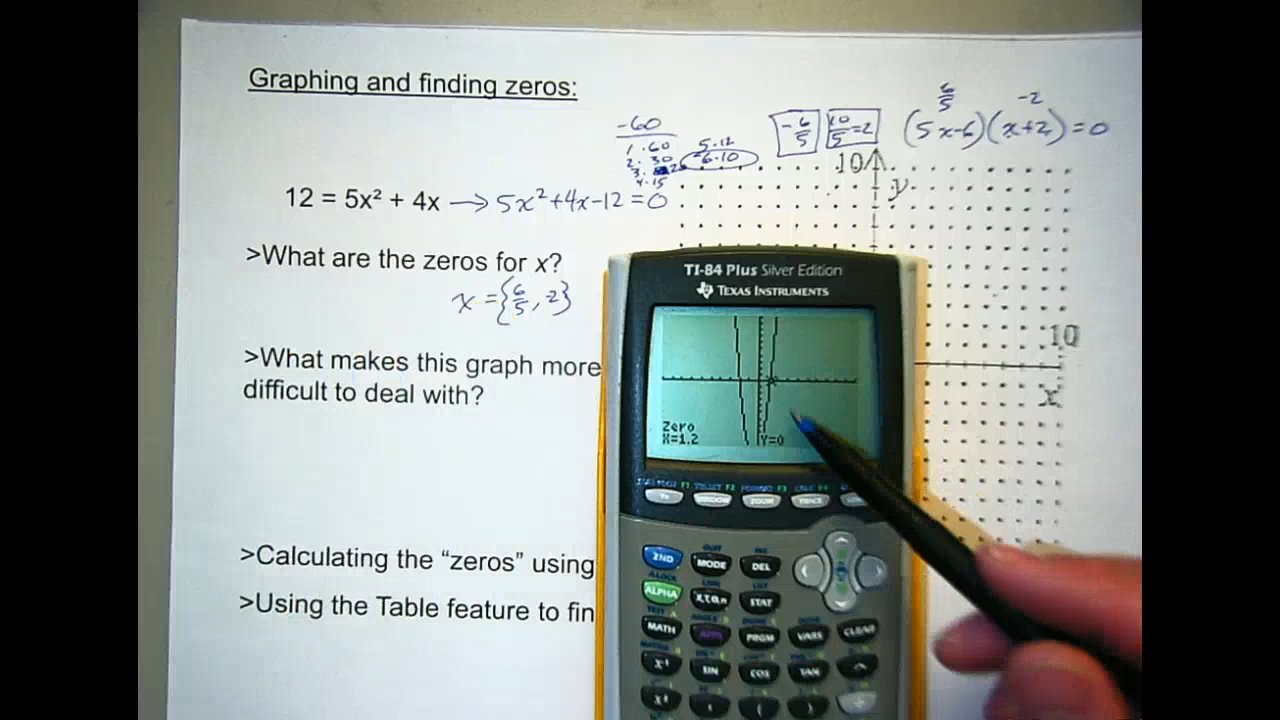 Graphing and finding zeros:
-60
1·60
2·30
4·15
5·12
-6·10
-6/5
10/5=2
6/5
-2
(5x-6)(x+2)=0
10
y
12 = 5x² + 4x → 5x²+4x-12=0
>What are the zeros for x?
x = {6/5, -2}
>What makes this graph more
difficult to deal with?
10
x
>Calculating the “zeros” using
>Using the Table feature to fin
TI-84 Plus Silver Edition
TEXAS INSTRUMENTS
Zero
X=1.2 Y=0
2ND MODE DEL
ALPHA X,T,θ,n STAT
MATH APPS PRGM VARS CLEAR
X⁻¹ SIN COS TAN ^
X² , ( ) ÷